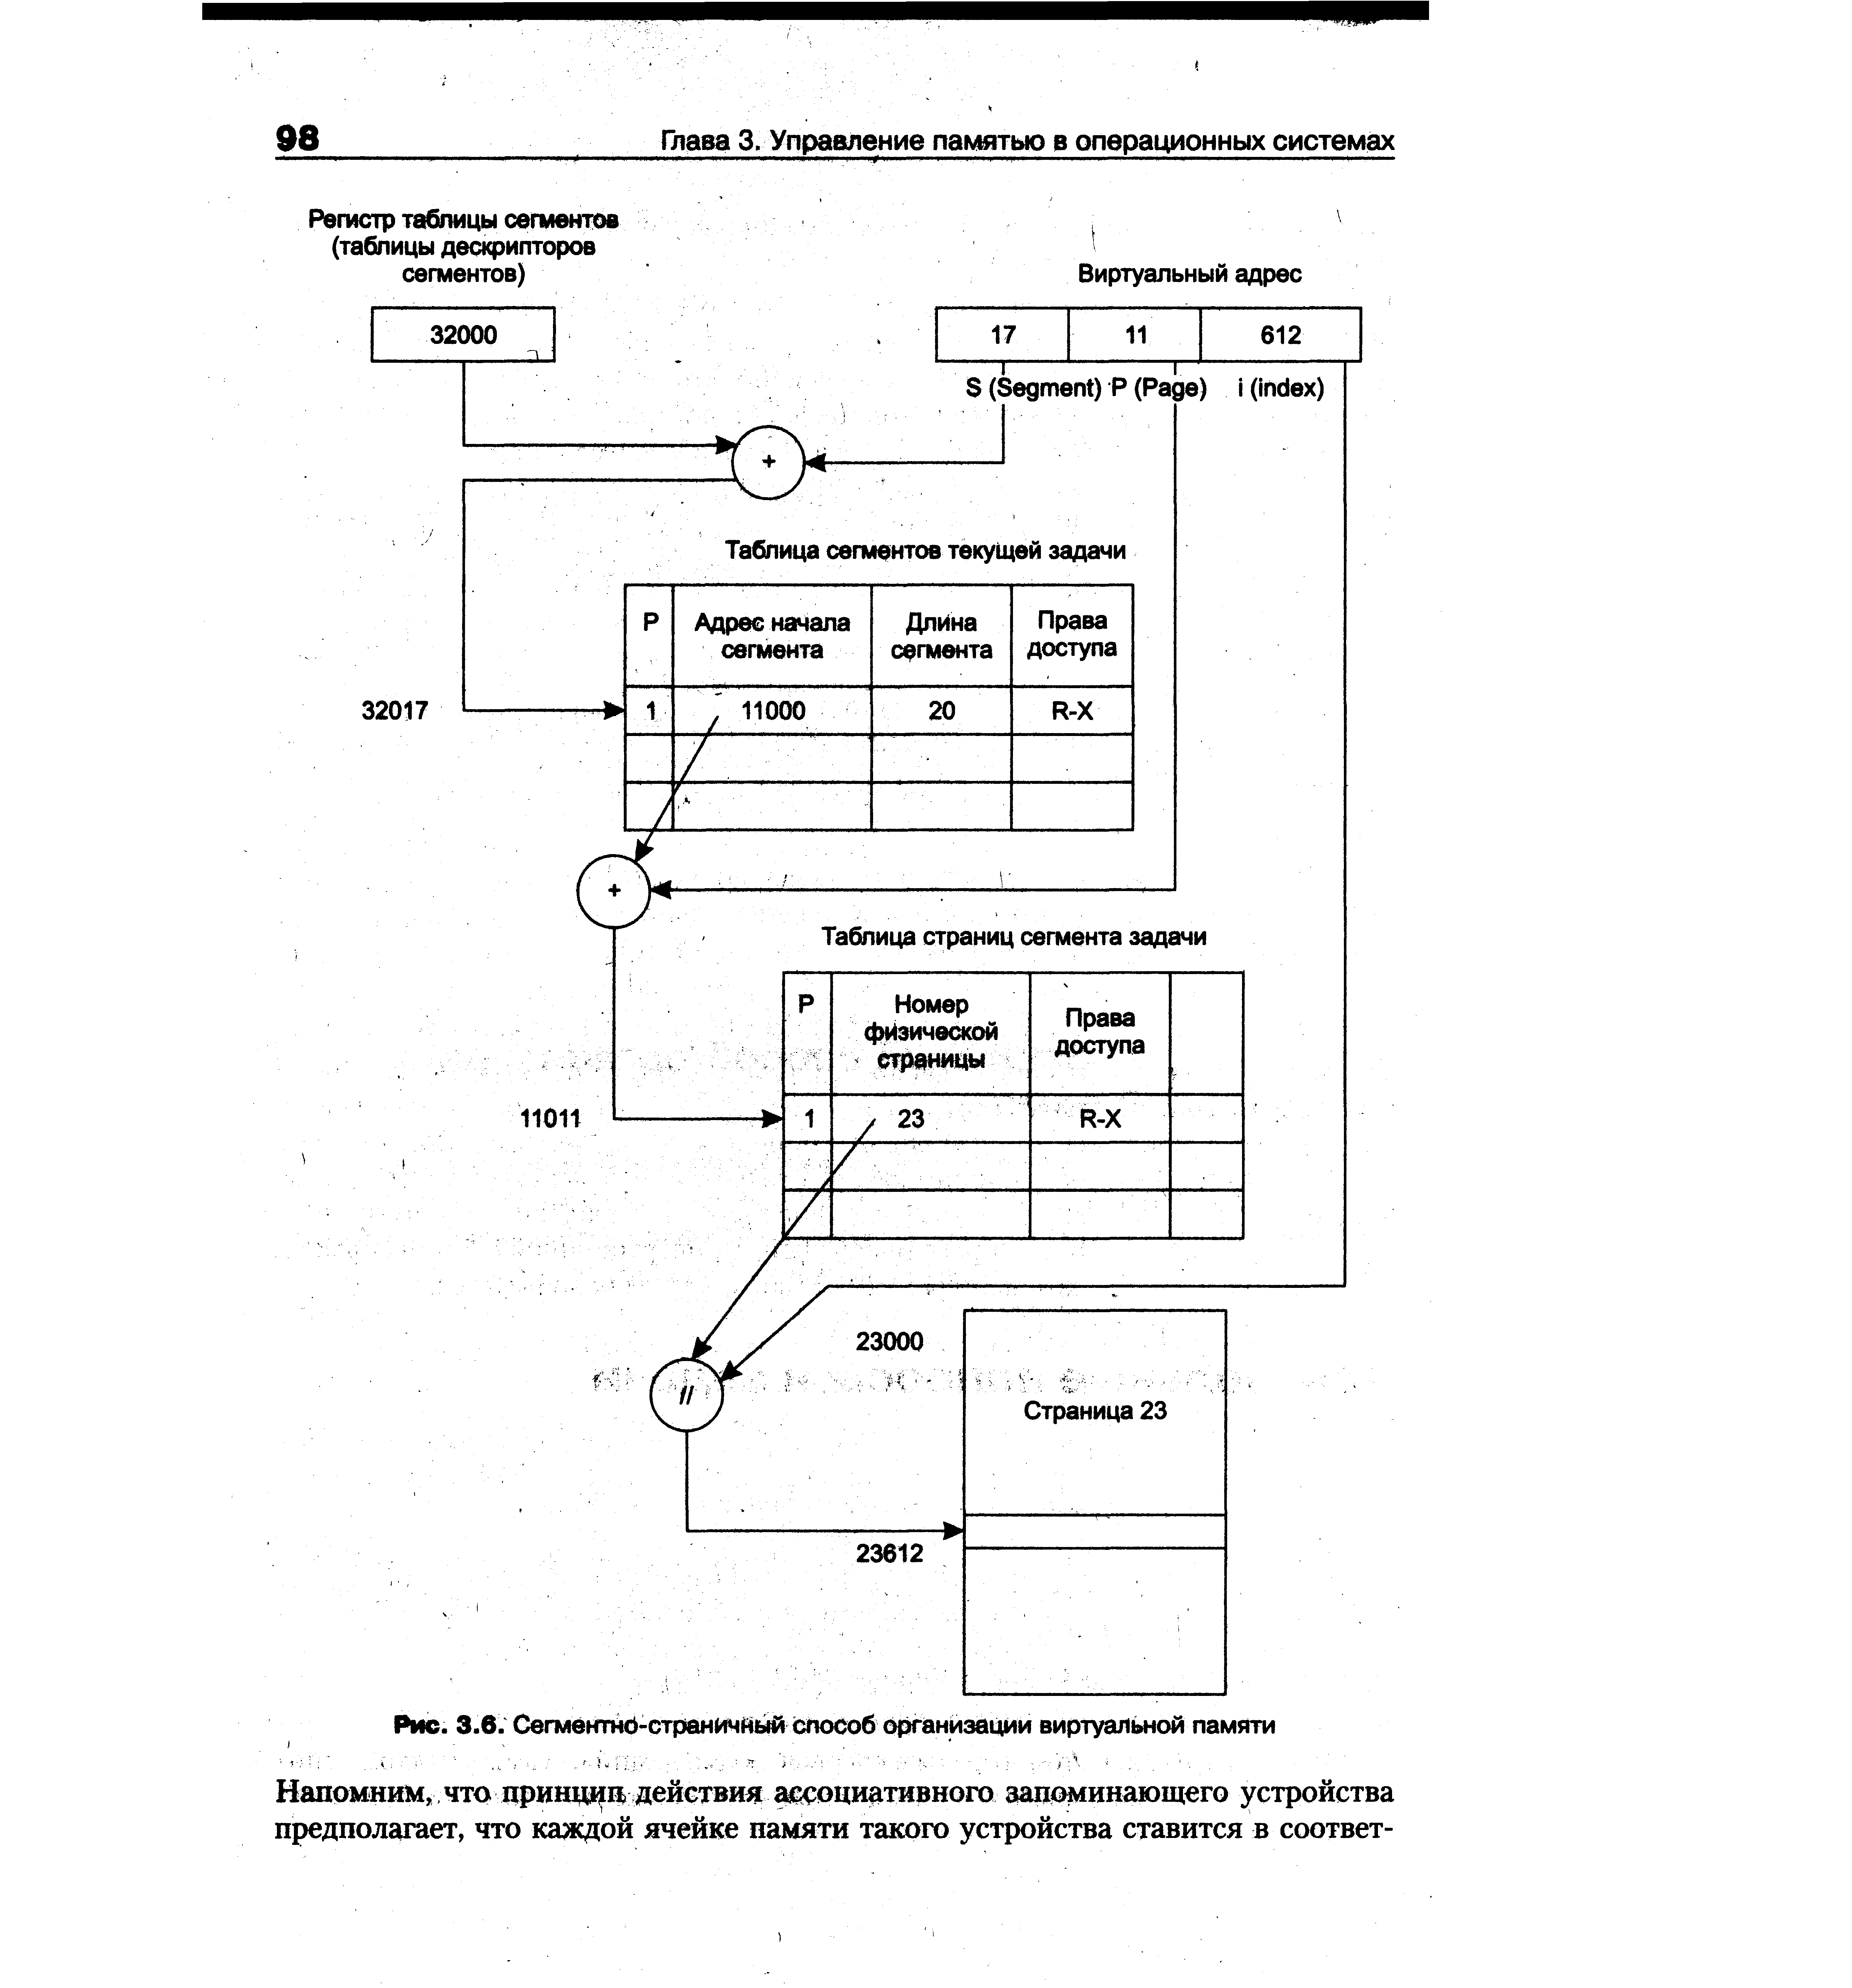 98
Глава 3. Управление памятью в операционных системах
Регистр таблицы сегментов
(таблицы дескрипторов
сегментов)
Виртуальный адрес
32000
17 11 612
S (Segment) P (Page) i (index)
+
Таблица сегментов текущей задачи
P Адрес начала сегмента Длина сегмента Права доступа
32017 1 11000 20 R-X
+
Таблица страниц сегмента задачи
P Номер физической страницы Права доступа
11011 1 23 R-X
23000
//
Страница 23
23612
Рис. 3.6. Сегментно-страничный способ организации виртуальной памяти
Напомним, что принцип действия ассоциативного запоминающего устройства
предполагает, что каждой ячейке памяти такого устройства ставится в соответ-